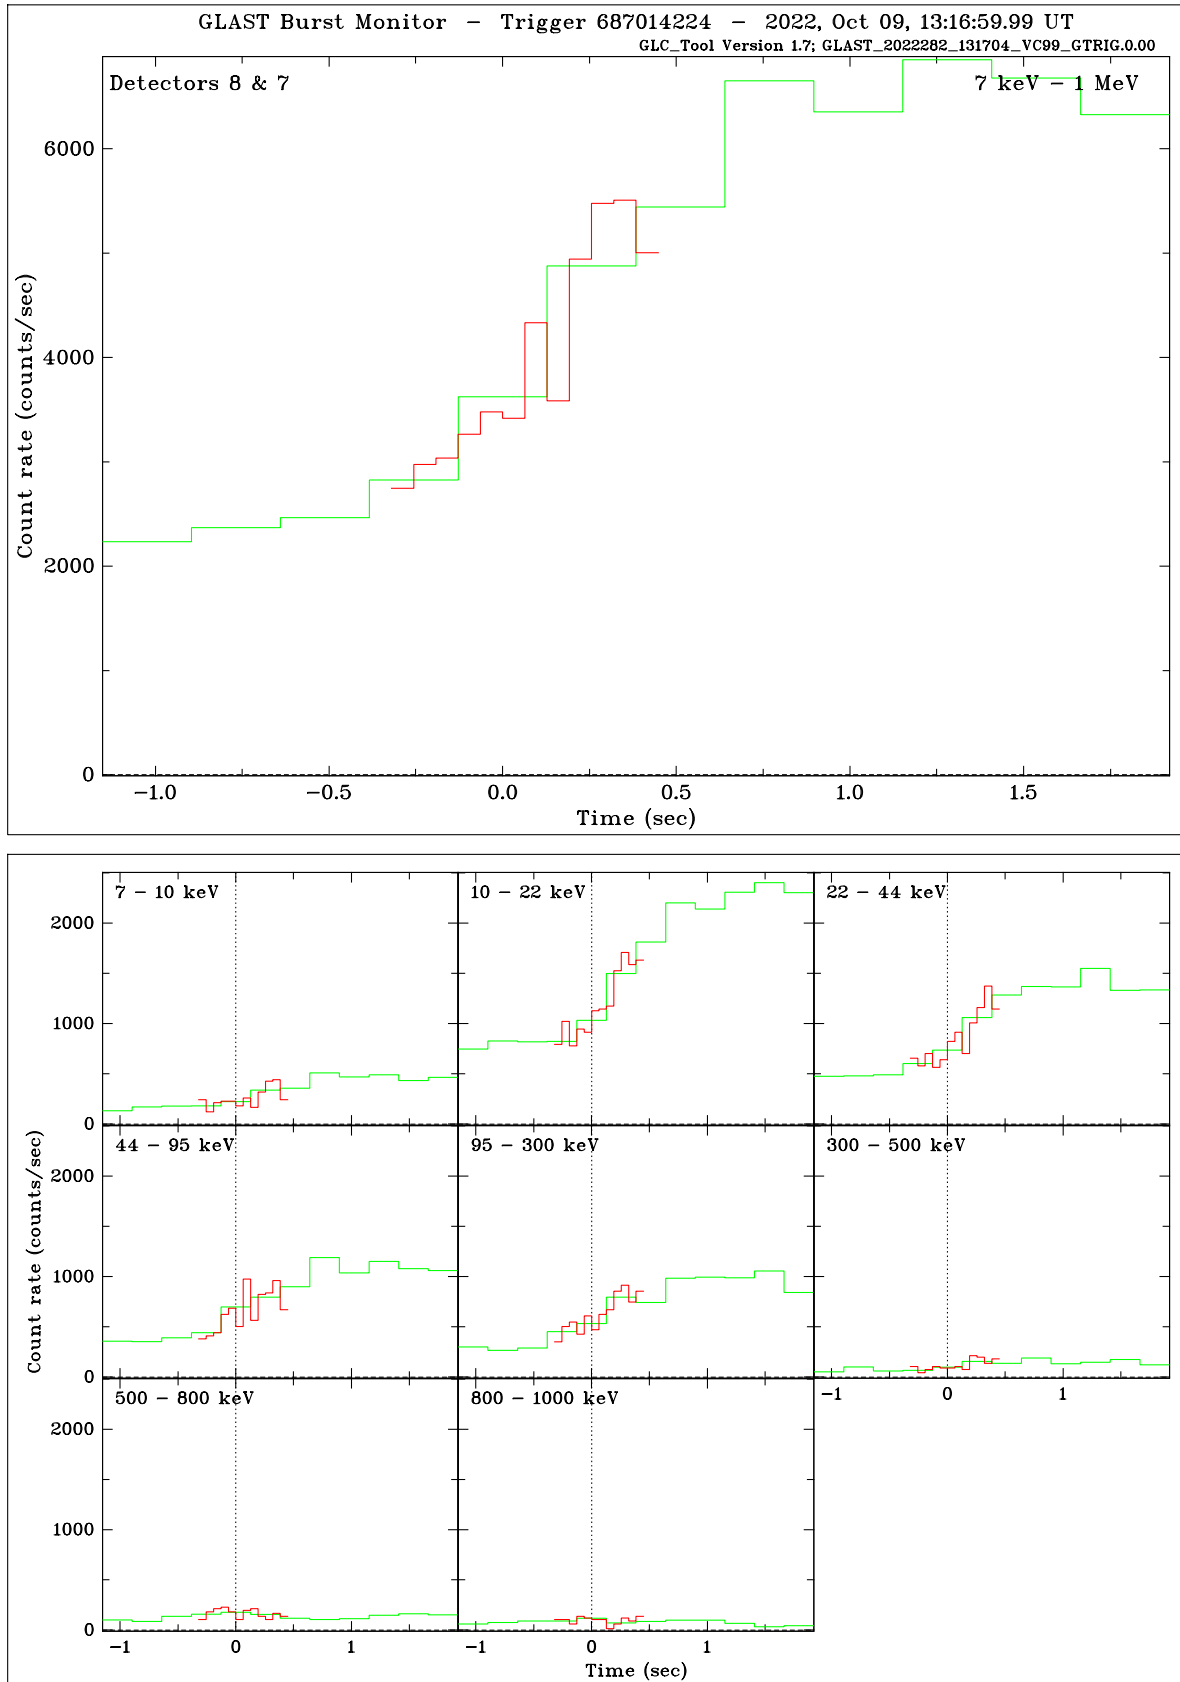 GLAST Burst Monitor – Trigger 687014224 – 2022, Oct 09, 13:16:59.99 UT
GLC_Tool Version 1.7; GLAST_2022282_131704_VC99_GTRIG.0.00
Detectors 8 & 7
7 keV – 1 MeV
6000
4000
2000
0
Count rate (counts/sec)
−1.0 −0.5 0.0 0.5 1.0 1.5
Time (sec)
7 – 10 keV
10 – 22 keV
22 – 44 keV
2000
1000
0
44 – 95 keV
95 – 300 keV
300 – 500 keV
2000
1000
0
Count rate (counts/sec)
−1 0 1
500 – 800 keV
800 – 1000 keV
2000
1000
0
−1 0 1
−1 0 1
Time (sec)